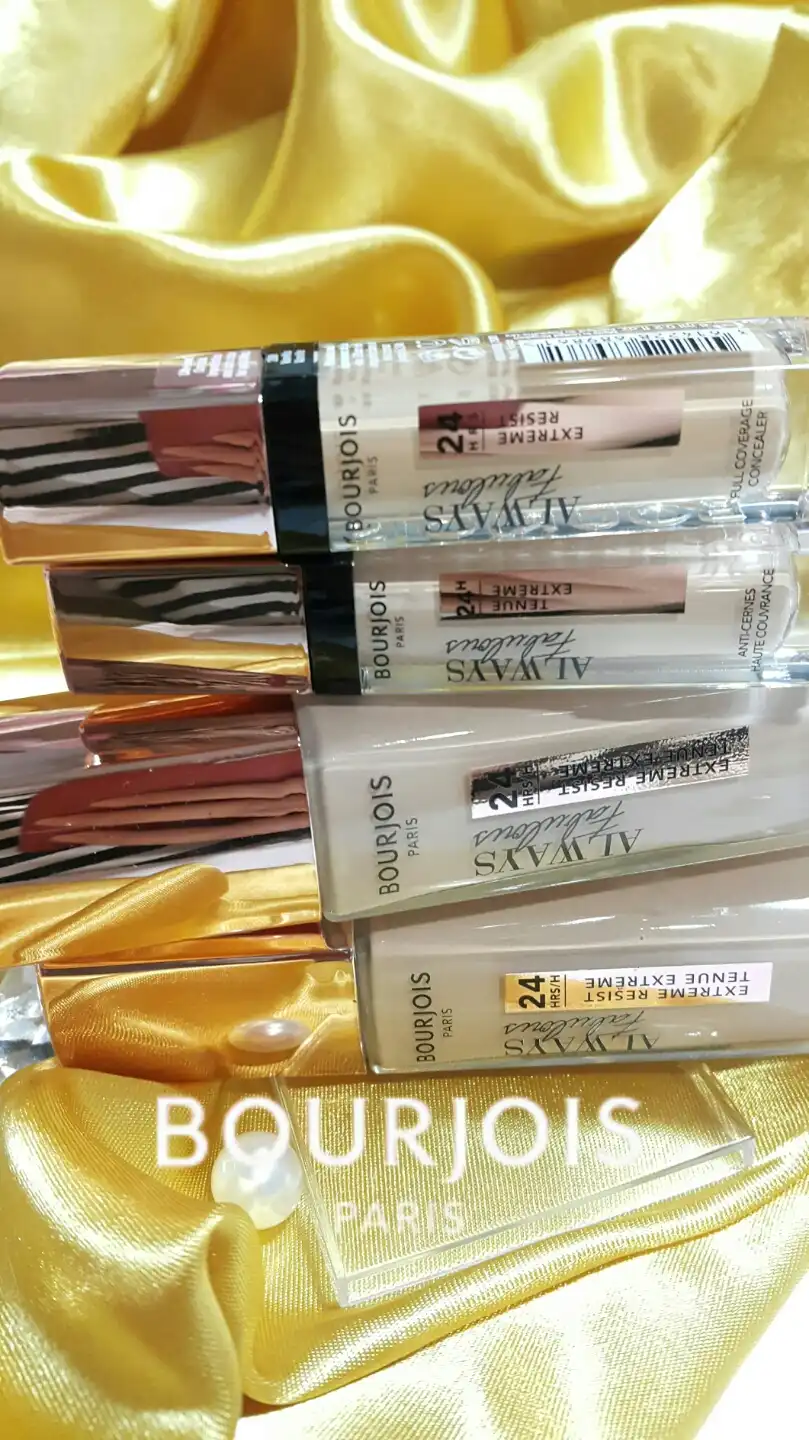 BOURJOIS
PARIS
24
HRS
EXTREME
RESIST
ALWAYS
Fabulous
FULL COVERAGE
CONCEALER
BOURJOIS
PARIS
24H
TENUE
EXTREME
ALWAYS
Fabulous
ANTI-CERNES
HAUTE COUVRANCE
BOURJOIS
PARIS
24
HRS/H
EXTREME RESIST
TENUE EXTREME
ALWAYS
Fabulous
BOURJOIS
PARIS
24
HRS/H
EXTREME RESIST
TENUE EXTREME
ALWAYS
Fabulous
BOURJOIS
PARIS